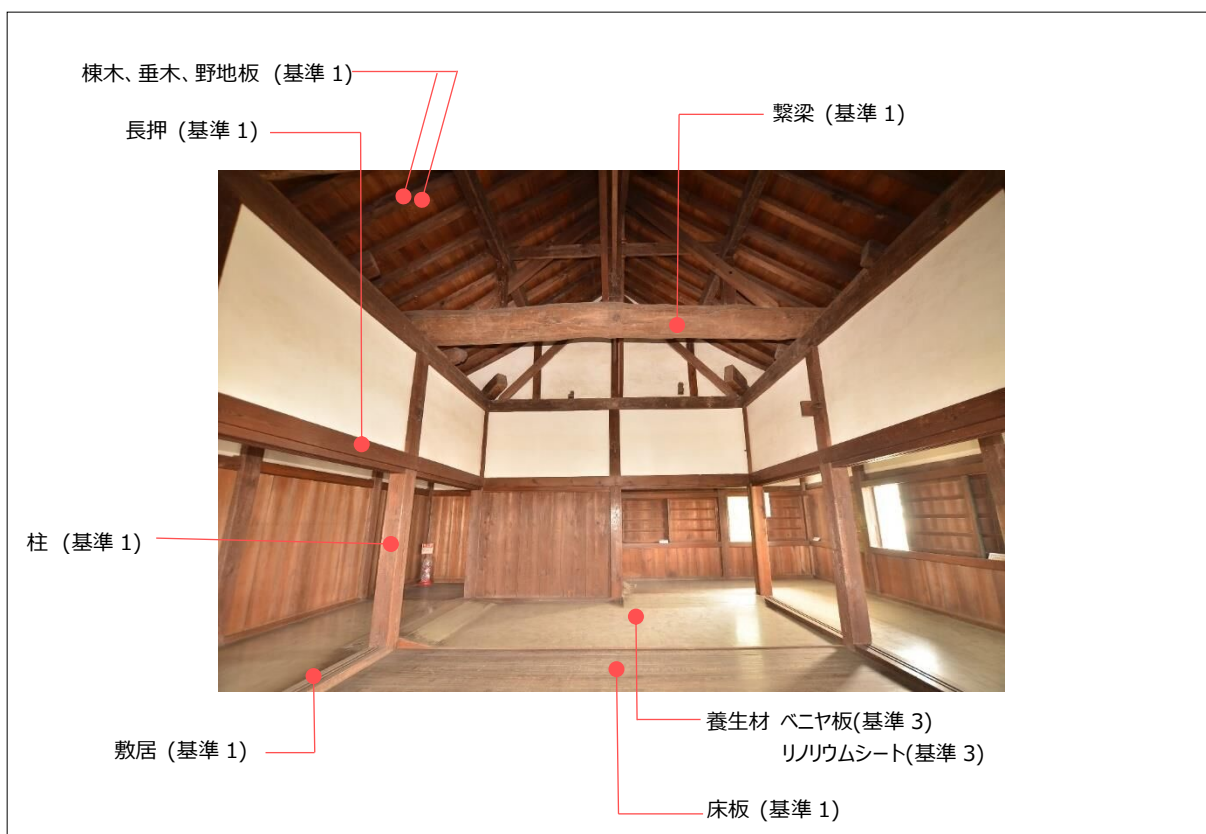 棟木、垂木、野地板 (基準 1)
長押 (基準 1)
繋梁 (基準 1)
柱 (基準 1)
敷居 (基準 1)
養生材 ベニヤ板(基準 3)
リノリウムシート(基準 3)
床板 (基準 1)